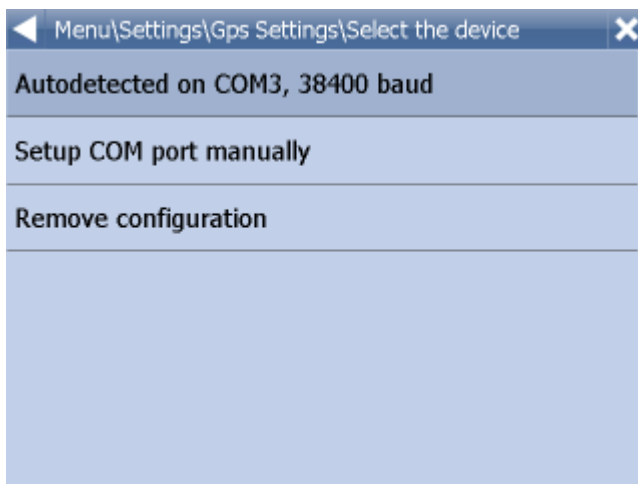 Menu\Settings\Gps Settings\Select the device
Autodetected on COM3, 38400 baud
Setup COM port manually
Remove configuration